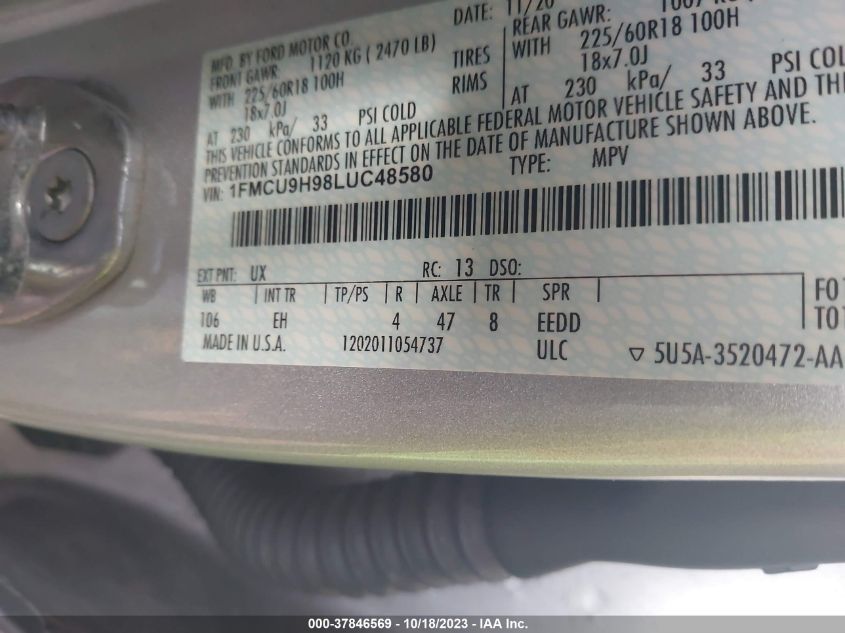 MFD. BY FORD MOTOR CO.
DATE: 11/20
FRONT GAWR: 1120 KG ( 2470 LB)
REAR GAWR:
WITH 225/60R18 100H TIRES
WITH 225/60R18 100H
18x7.0J RIMS
18x7.0J
AT 230 kPa/ 33 PSI COLD
AT 230 kPa/ 33 PSI COLD
THIS VEHICLE CONFORMS TO ALL APPLICABLE FEDERAL MOTOR VEHICLE SAFETY AND
PREVENTION STANDARDS IN EFFECT ON THE DATE OF MANUFACTURE SHOWN ABOVE.
VIN: 1FMCU9H98LUC48580 TYPE: MPV
EXT PNT: UX RC: 13 DSO:
WB | INT TR | TP/PS | R | AXLE | TR | SPR |
106 EH 4 47 8 EEDD
MADE IN U.S.A. 1202011054737 ULC ▽ 5U5A-3520472-AA
000-37846569 - 10/18/2023 - IAA Inc.